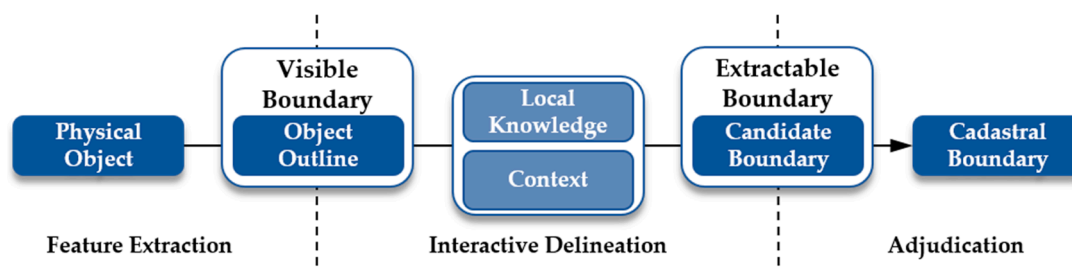 Physical
Object
Visible
Boundary
Object
Outline
Local
Knowledge
Context
Extractable
Boundary
Candidate
Boundary
Cadastral
Boundary
Feature Extraction
Interactive Delineation
Adjudication